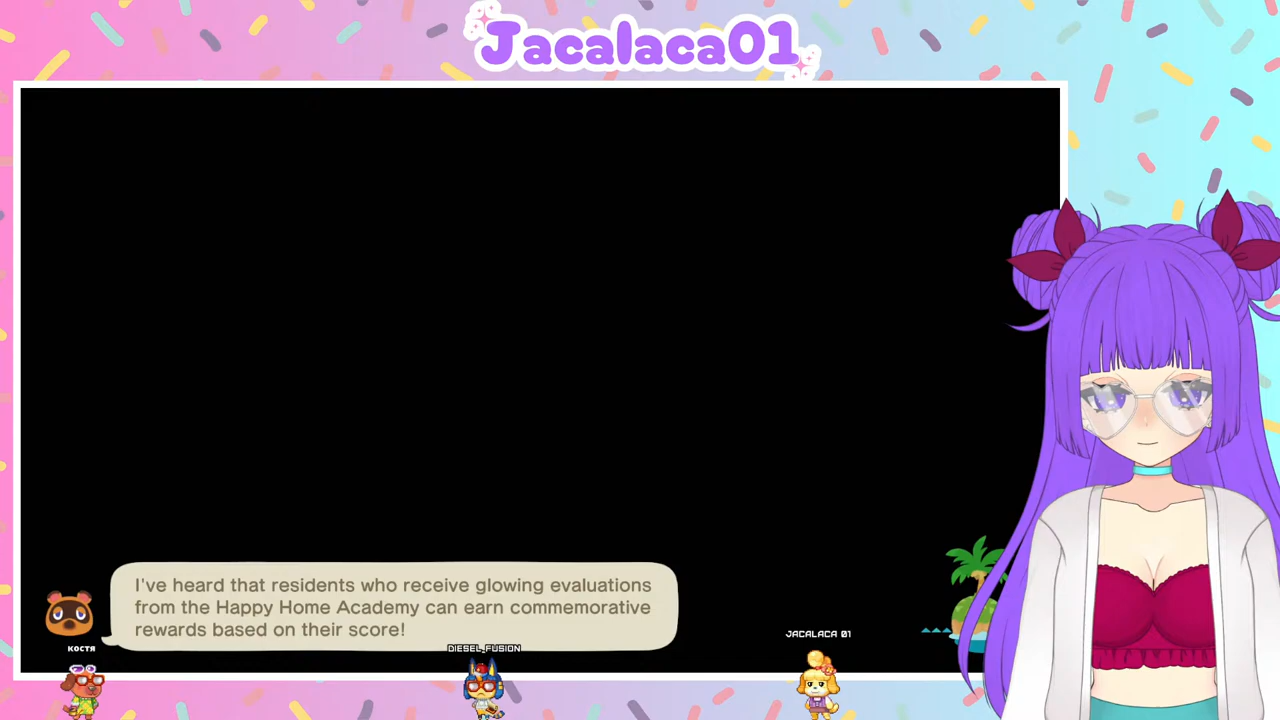 Jacalaca01
I've heard that residents who receive glowing evaluations
from the Happy Home Academy can earn commemorative
rewards based on their score!
JACALACA 01
КОСТЯ
DIESEL_FUSION